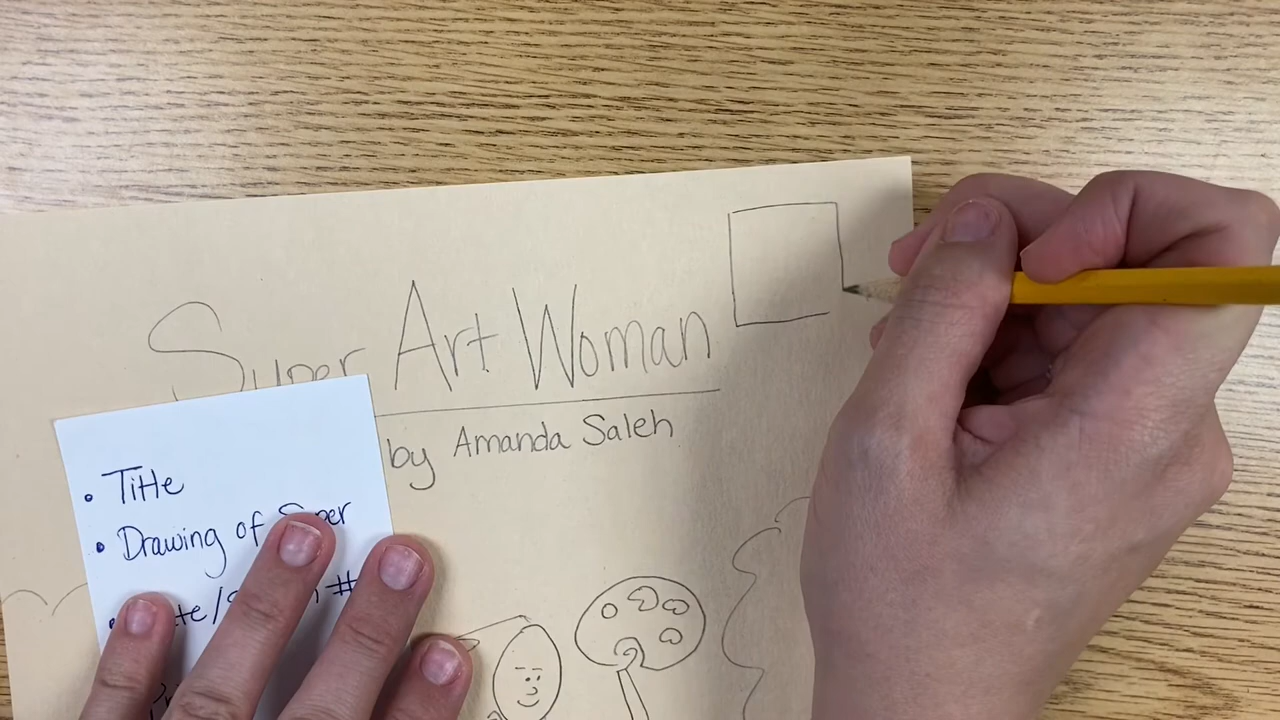 Super Art Woman
by Amanda Saleh
• Title
• Drawing of Super
#